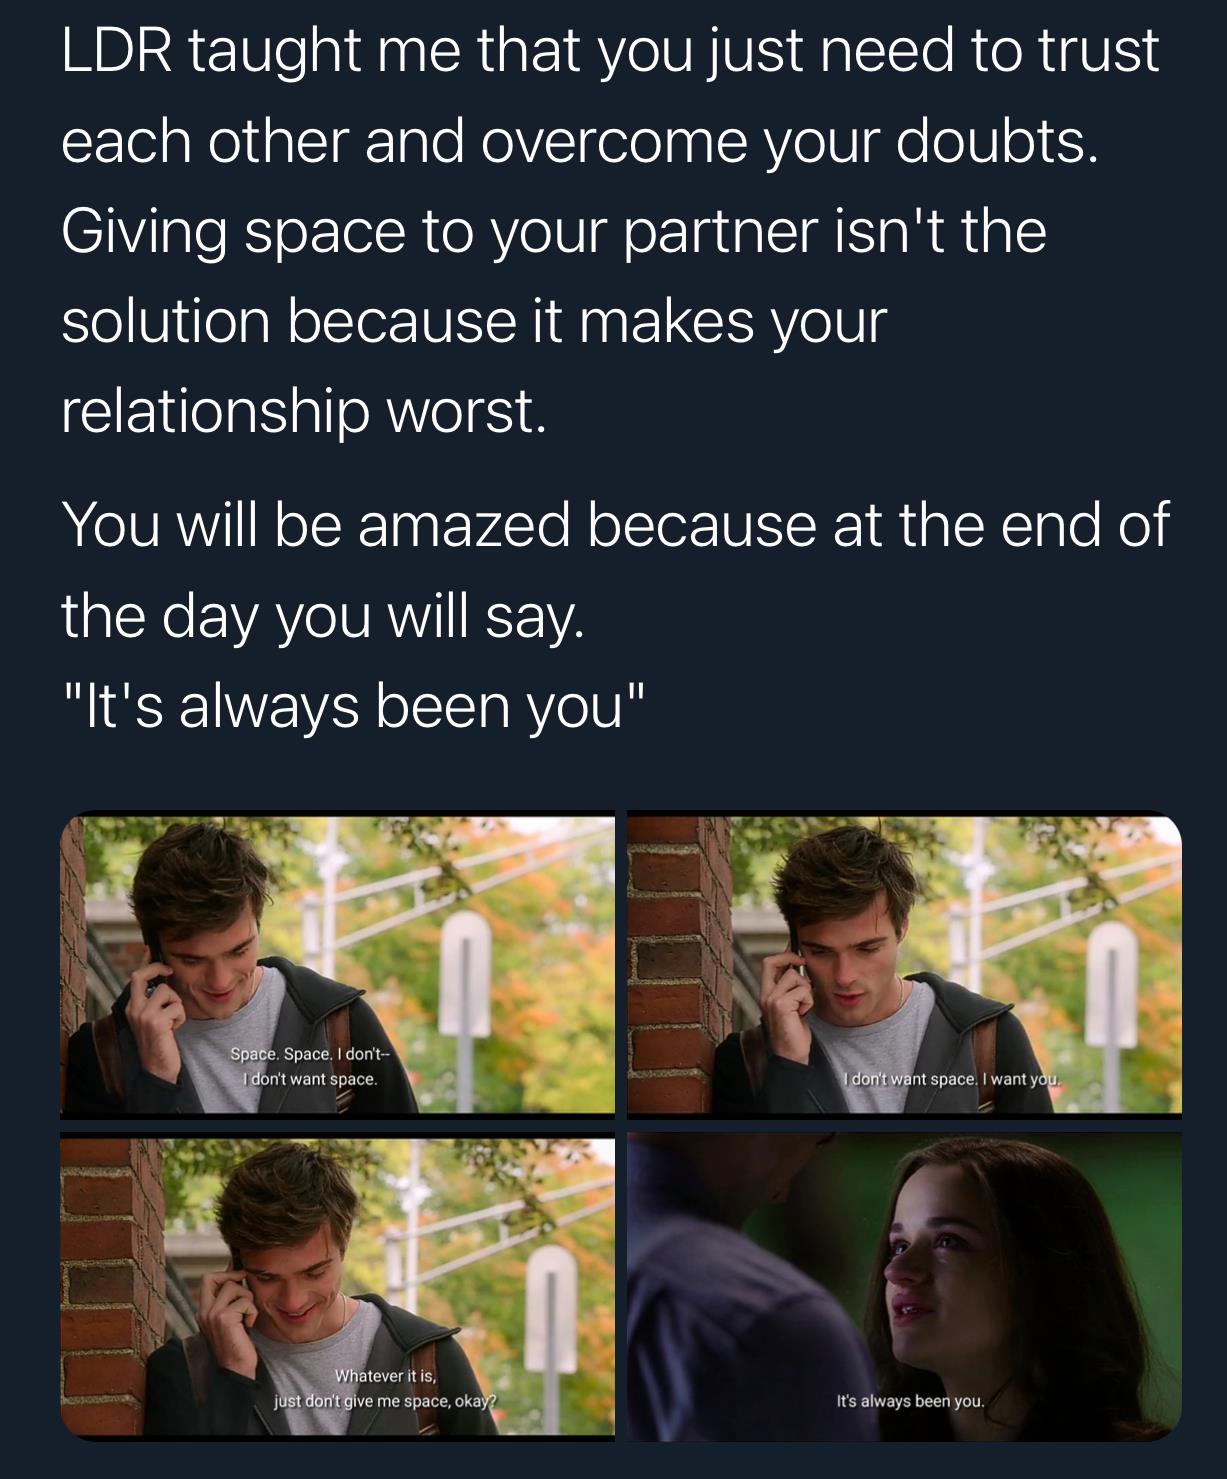 LDR taught me that you just need to trust
each other and overcome your doubts.
Giving space to your partner isn't the
solution because it makes your
relationship worst.
You will be amazed because at the end of
the day you will say.
"It's always been you"
Space. Space. I don't--
I don't want space.
I don't want space. I want you.
Whatever it is,
just don't give me space, okay?
It's always been you.